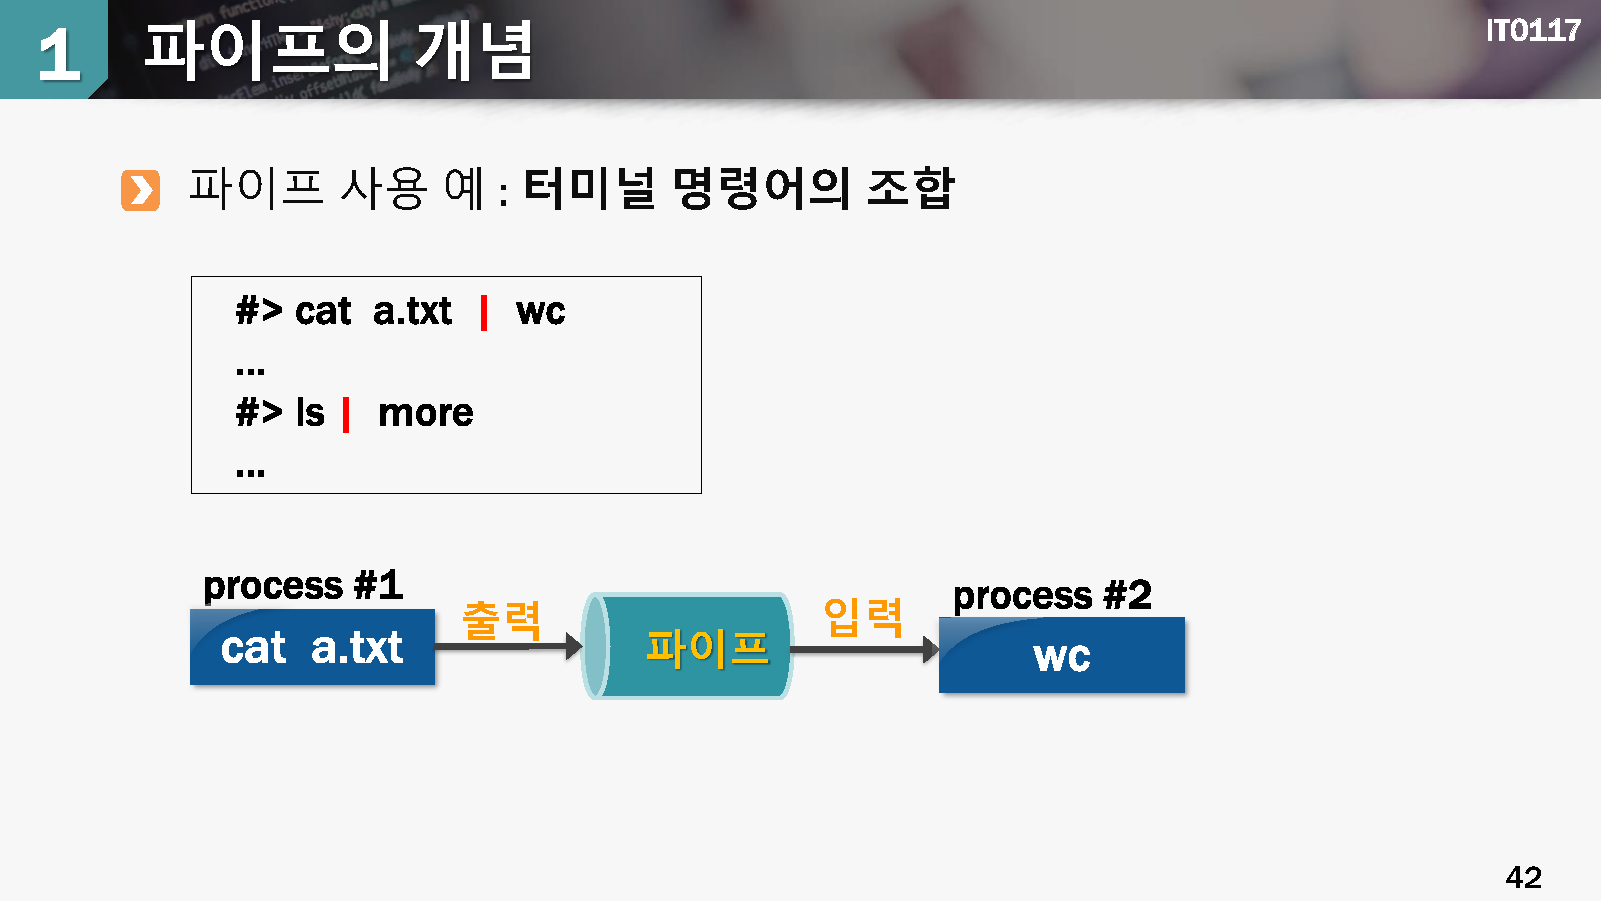 1 파이프의 개념
IT0117
파이프 사용 예 : 터미널 명령어의 조합
#> cat a.txt | wc
...
#> ls | more
...
process #1
cat a.txt
출력
파이프
입력
process #2
wc
42